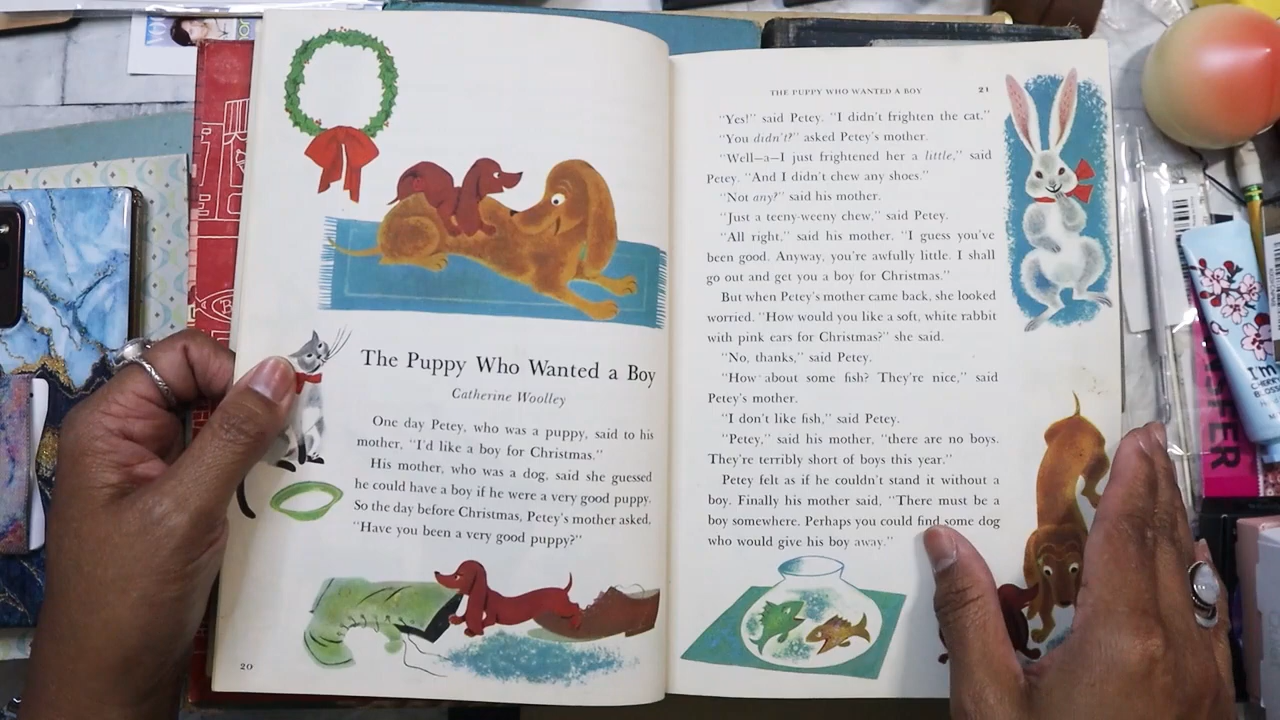 The Puppy Who Wanted a Boy
Catherine Woolley
One day Petey, who was a puppy, said to his
mother, "I'd like a boy for Christmas."
His mother, who was a dog, said she guessed
he could have a boy if he were a very good puppy.
So the day before Christmas, Petey's mother asked,
"Have you been a very good puppy?"
20
THE PUPPY WHO WANTED A BOY 21
"Yes!" said Petey. "I didn't frighten the cat."
"You didn't?" asked Petey's mother.
"Well—a—I just frightened her a little," said
Petey. "And I didn't chew any shoes."
"Not any?" said his mother.
"Just a teeny-weeny chew," said Petey.
"All right," said his mother. "I guess you've
been good. Anyway, you're awfully little. I shall
go out and get you a boy for Christmas."
But when Petey's mother came back, she looked
worried. "How would you like a soft, white rabbit
with pink ears for Christmas?" she said.
"No, thanks," said Petey.
"How about some fish? They're nice," said
Petey's mother.
"I don't like fish," said Petey.
"Petey," said his mother, "there are no boys.
They're terribly short of boys this year."
Petey felt as if he couldn't stand it without a
boy. Finally his mother said, "There must be a
boy somewhere. Perhaps you could find some dog
who would give his boy away."
I'M